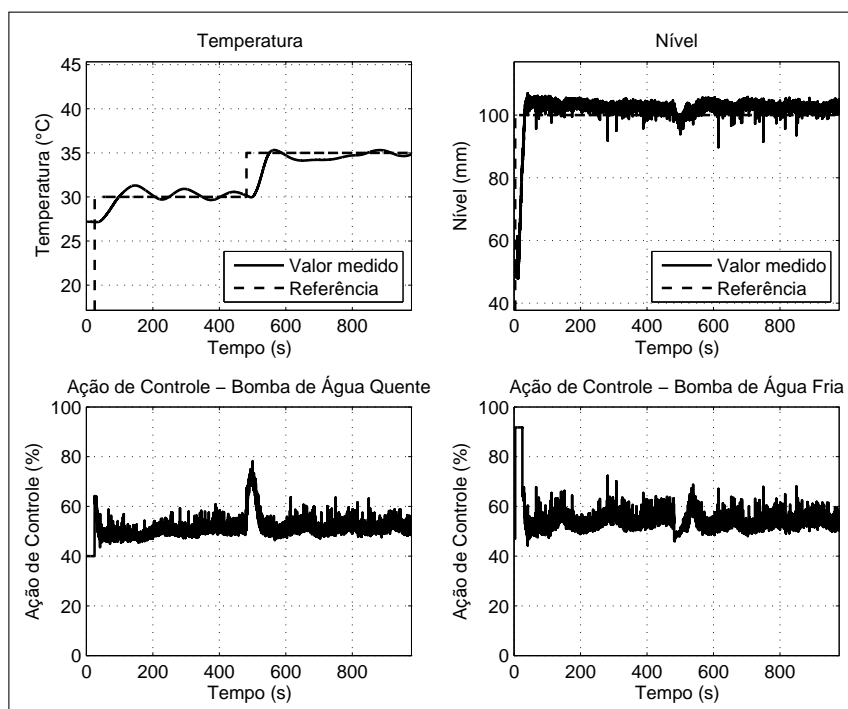 Temperatura
45
40
35
30
25
20
Temperatura (°C)
Valor medido
Referência
0 200 400 600 800
Tempo (s)
Nível
100
80
60
40
Nível (mm)
Valor medido
Referência
0 200 400 600 800
Tempo (s)
Ação de Controle – Bomba de Água Quente
100
80
60
40
20
0
Ação de Controle (%)
0 200 400 600 800
Tempo (s)
Ação de Controle – Bomba de Água Fria
100
80
60
40
20
0
Ação de Controle (%)
0 200 400 600 800
Tempo (s)